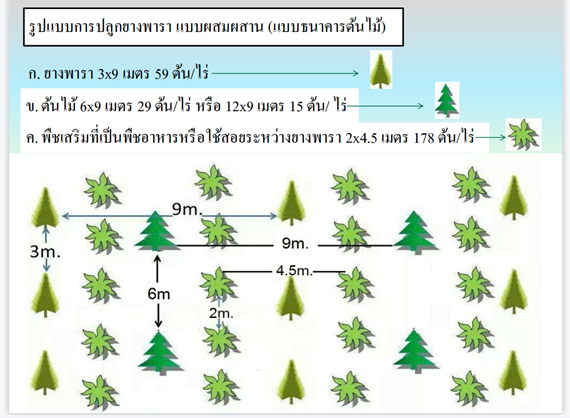 รูปแบบการปลูกยางพารา แบบผสมผสาน (แบบธนาคารต้นไม้)
ก. ยางพารา 3x9 เมตร 59 ต้น/ไร่
ข. ต้นไม้ 6x9 เมตร 29 ต้น/ไร่ หรือ 12x9 เมตร 15 ต้น/ ไร่
ค. พืชเสริมที่เป็นพืชอาหารหรือใช้สอยระหว่างยางพารา 2x4.5 เมตร 178 ต้น/ไร่
9m.
3m.
9m.
4.5m.
6m
2m.